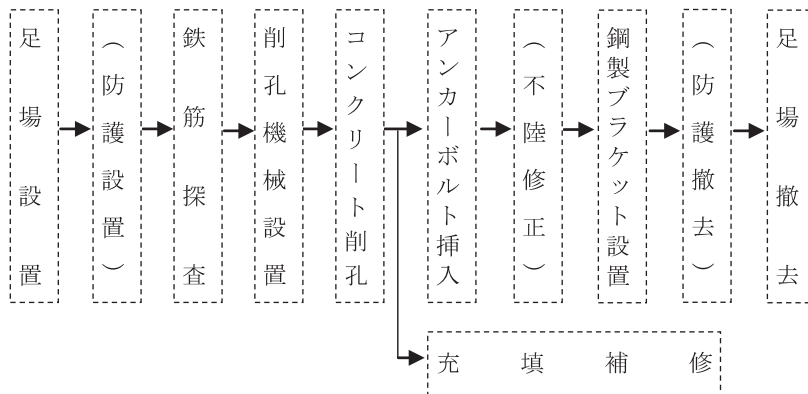 足場設置
（防護設置）
鉄筋探査
削孔機械設置
コンクリート削孔
アンカーボルト挿入
（不陸修正）
鋼製ブラケット設置
（防護撤去）
足場撤去
充填補修